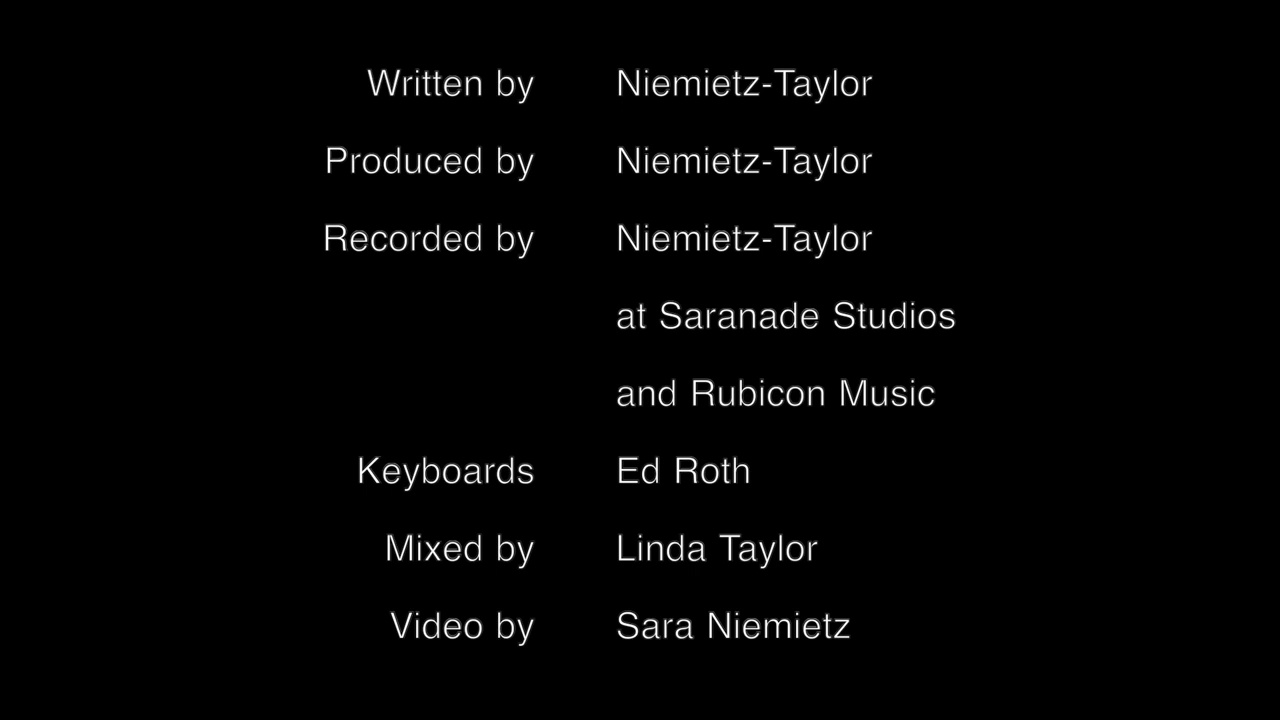 Written by Niemietz-Taylor
Produced by Niemietz-Taylor
Recorded by Niemietz-Taylor
at Saranade Studios
and Rubicon Music
Keyboards Ed Roth
Mixed by Linda Taylor
Video by Sara Niemietz